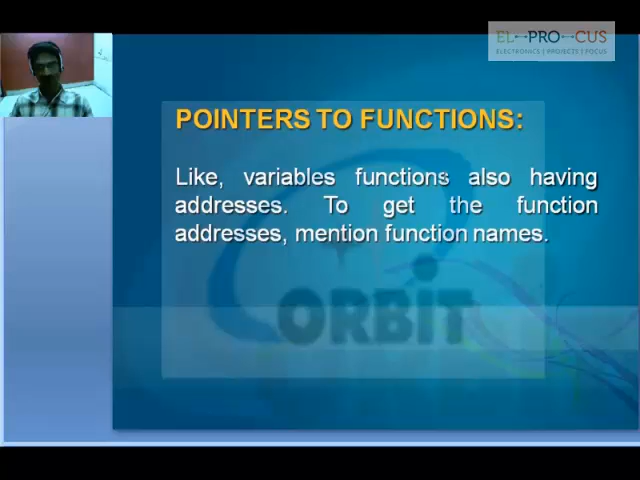 EL PRO CUS
ELECTRONICS | PROJECTS | FOCUS
POINTERS TO FUNCTIONS:
Like, variables functions also having
addresses. To get the function
addresses, mention function names.
ORBIT